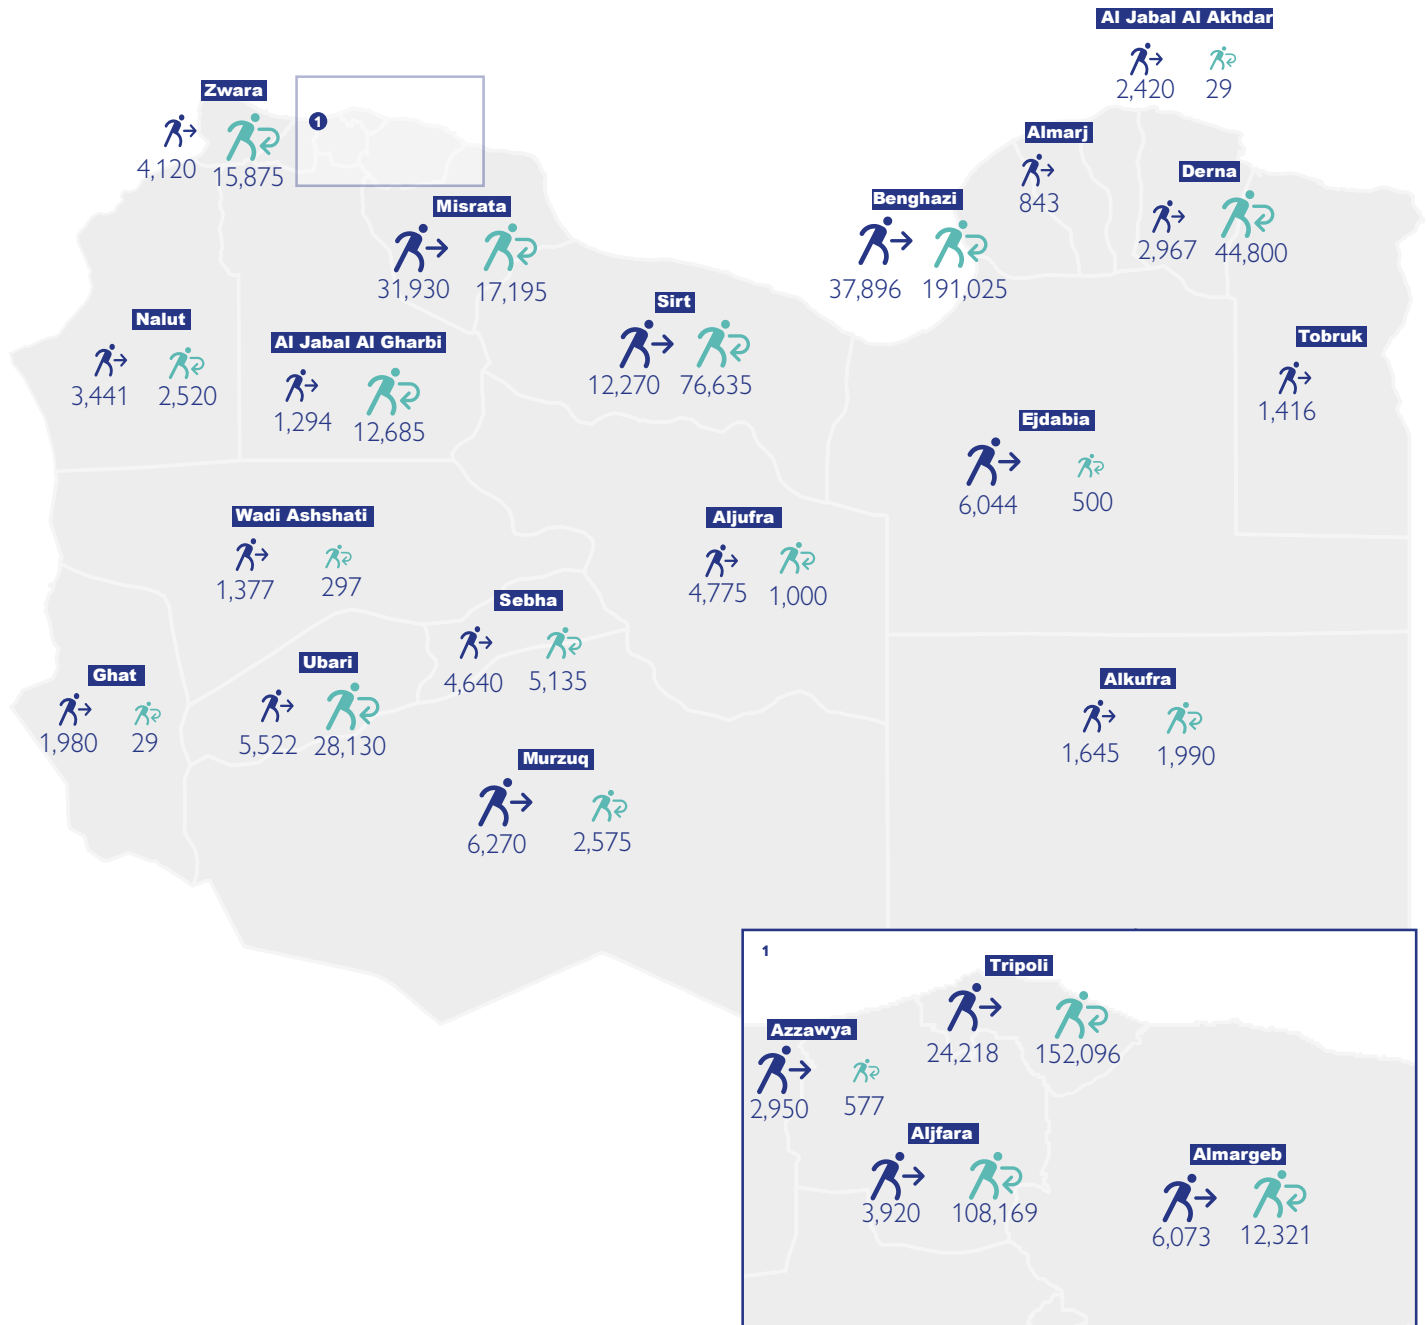 Al Jabal Al Akhdar
2,420 29
Zwara
4,120 15,875
1
Almarj
843
Derna
2,967 44,800
Benghazi
37,896 191,025
Misrata
31,930 17,195
Sirt
12,270 76,635
Nalut
3,441 2,520
Al Jabal Al Gharbi
1,294 12,685
Tobruk
1,416
Ejdabia
6,044 500
Wadi Ashshati
1,377 297
Aljufra
4,775 1,000
Sebha
4,640 5,135
Ubari
5,522 28,130
Ghat
1,980 29
Alkufra
1,645 1,990
Murzuq
6,270 2,575
1
Tripoli
24,218 152,096
Azzawya
2,950 577
Aljfara
3,920 108,169
Almargeb
6,073 12,321